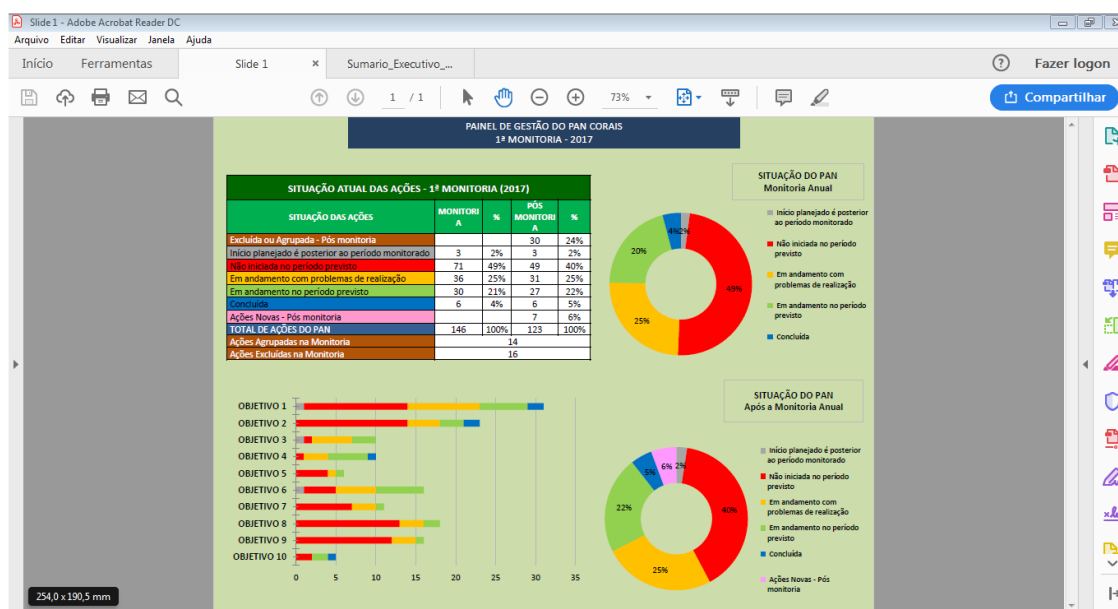 Slide 1 - Adobe Acrobat Reader DC
Arquivo Editar Visualizar Janela Ajuda
Início Ferramentas Slide 1 × Sumario_Executivo_... Fazer logon
1 / 1 73% Compartilhar
PAINEL DE GESTÃO DO PAN CORAIS
1ª MONITORIA - 2017
SITUAÇÃO ATUAL DAS AÇÕES - 1ª MONITORIA (2017)
SITUAÇÃO DAS AÇÕES MONITORIA % PÓS MONITORIA %
Excluída ou Agrupada - Pós monitoria 30 24%
Início planejado é posterior ao período monitorado 3 2% 3 2%
Não iniciada no período previsto 71 49% 49 40%
Em andamento com problemas de realização 36 25% 31 25%
Em andamento no período previsto 30 21% 27 22%
Concluída 6 4% 6 5%
Ações Novas - Pós monitoria 7 6%
TOTAL DE AÇÕES DO PAN 146 100% 123 100%
Ações Agrupadas na Monitoria 14
Ações Excluídas na Monitoria 16
SITUAÇÃO DO PAN
Monitoria Anual
4% 2%
20%
49%
25%
Início planejado é posterior
ao período monitorado
Não iniciada no período
previsto
Em andamento com
problemas de realização
Em andamento no período
previsto
Concluída
OBJETIVO 1
OBJETIVO 2
OBJETIVO 3
OBJETIVO 4
OBJETIVO 5
OBJETIVO 6
OBJETIVO 7
OBJETIVO 8
OBJETIVO 9
OBJETIVO 10
0 5 10 15 20 25 30 35
SITUAÇÃO DO PAN
Após a Monitoria Anual
5% 6% 2%
22%
40%
25%
Início planejado é posterior
ao período monitorado
Não iniciada no período
previsto
Em andamento com
problemas de realização
Em andamento no período
previsto
Concluída
Ações Novas - Pós
monitoria
254,0 x 190,5 mm